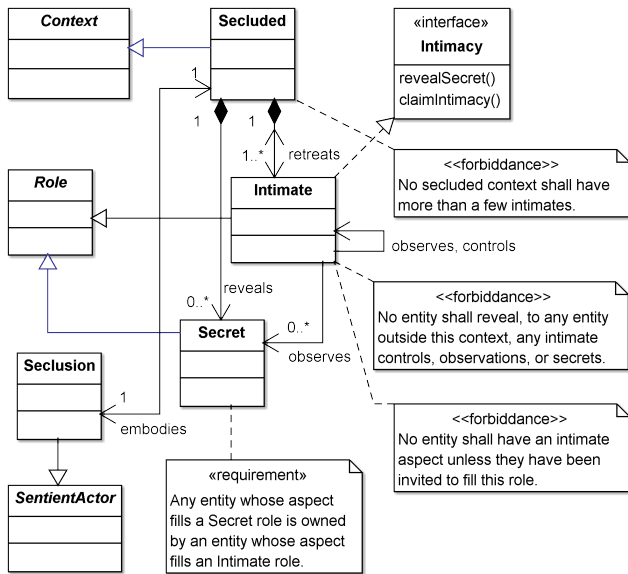 Context
Secluded
«interface»
Intimacy
revealSecret()
claimIntimacy()
1
1
1
1..*
retreats
<<forbiddance>>
No secluded context shall have
more than a few intimates.
Role
Intimate
observes, controls
reveals
0..*
0..*
<<forbiddance>>
No entity shall reveal, to any entity
outside this context, any intimate
controls, observations, or secrets.
Secret
observes
Seclusion
1
embodies
<<forbiddance>>
No entity shall have an intimate
aspect unless they have been
invited to fill this role.
SentientActor
«requirement»
Any entity whose aspect
fills a Secret role is owned
by an entity whose aspect
fills an Intimate role.